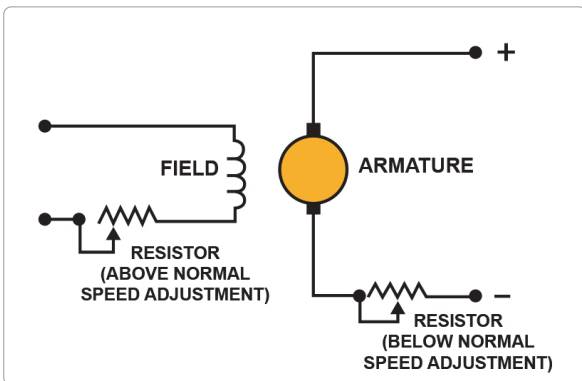 +
FIELD
ARMATURE
RESISTOR
(ABOVE NORMAL
SPEED ADJUSTMENT)
−
RESISTOR
(BELOW NORMAL
SPEED ADJUSTMENT)